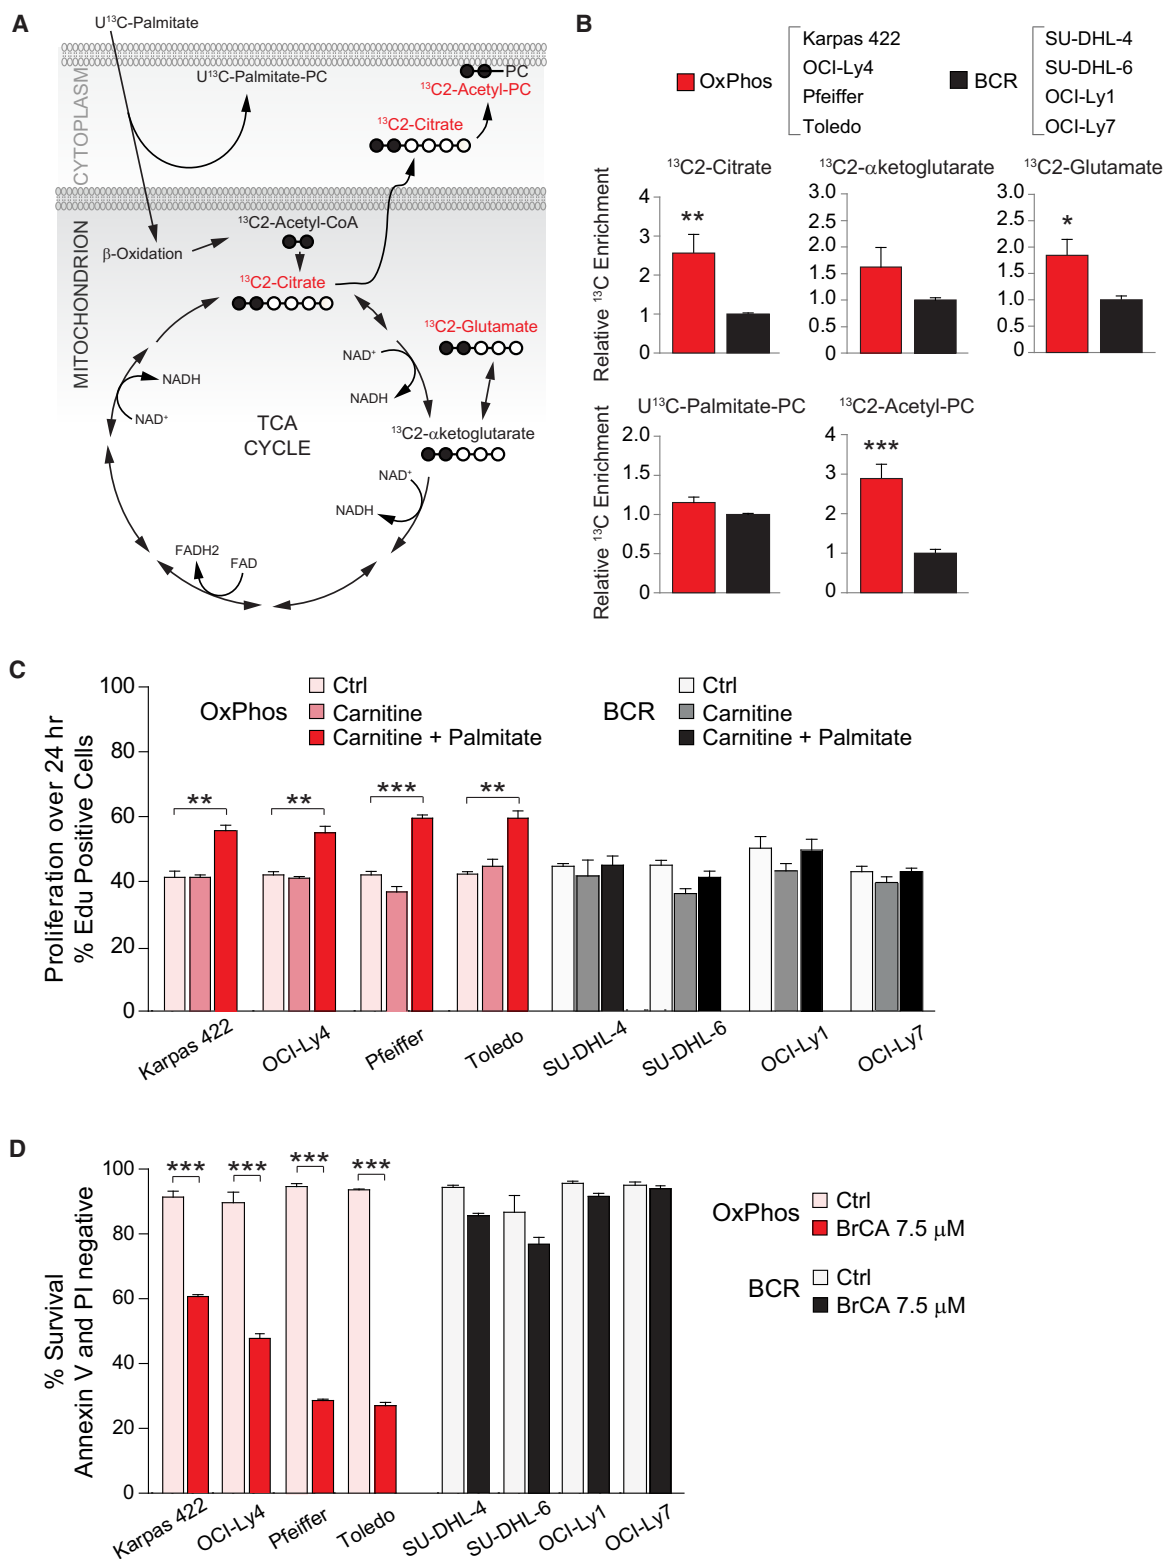 A
U¹³C-Palmitate
CYTOPLASM
U¹³C-Palmitate-PC
PC
¹³C2-Acetyl-PC
¹³C2-Citrate
MITOCHONDRION
¹³C2-Acetyl-CoA
β-Oxidation
¹³C2-Citrate
¹³C2-Glutamate
NAD⁺
NADH
NADH
NAD⁺
TCA
CYCLE
¹³C2-αketoglutarate
NAD⁺
NADH
FADH2
FAD
B
OxPhos
Karpas 422
OCI-Ly4
Pfeiffer
Toledo
BCR
SU-DHL-4
SU-DHL-6
OCI-Ly1
OCI-Ly7
Relative ¹³C Enrichment
¹³C2-Citrate
4
3
2
1
0
**
¹³C2-αketoglutarate
3.0
2.5
2.0
1.5
1.0
0.5
0
¹³C2-Glutamate
3.0
2.5
2.0
1.5
1.0
0.5
0
*
Relative ¹³C Enrichment
U¹³C-Palmitate-PC
2.0
1.5
1.0
0.5
0
¹³C2-Acetyl-PC
4
3
2
1
0
***
C
Proliferation over 24 hr
% Edu Positive Cells
100
80
60
40
20
0
OxPhos
Ctrl
Carnitine
Carnitine + Palmitate
BCR
Ctrl
Carnitine
Carnitine + Palmitate
** ** *** **
Karpas 422 OCI-Ly4 Pfeiffer Toledo SU-DHL-4 SU-DHL-6 OCI-Ly1 OCI-Ly7
D
% Survival
Annexin V and PI negative
100
80
60
40
20
0
*** *** *** ***
Karpas 422 OCI-Ly4 Pfeiffer Toledo SU-DHL-4 SU-DHL-6 OCI-Ly1 OCI-Ly7
OxPhos
Ctrl
BrCA 7.5 μM
BCR
Ctrl
BrCA 7.5 μM